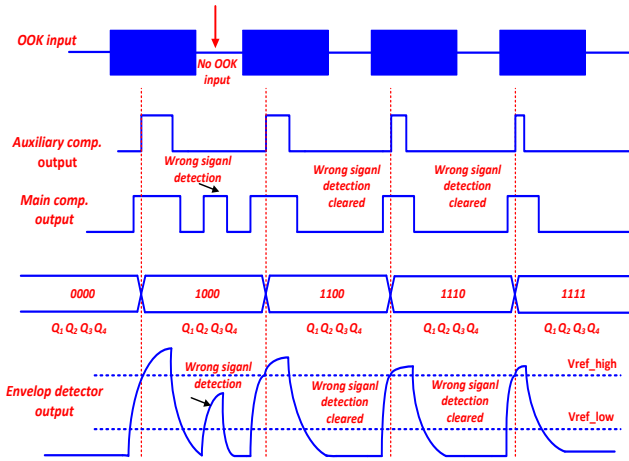 OOK input
No OOK
input
Auxiliary comp.
output
Wrong siganl
detection
Wrong siganl
detection
cleared
Wrong siganl
detection
cleared
Main comp.
output
0000
1000
1100
1110
1111
Q1 Q2 Q3 Q4
Q1 Q2 Q3 Q4
Q1 Q2 Q3 Q4
Q1 Q2 Q3 Q4
Q1 Q2 Q3 Q4
Envelop detector
output
Wrong siganl
detection
Wrong siganl
detection
cleared
Wrong siganl
detection
cleared
Vref_high
Vref_low